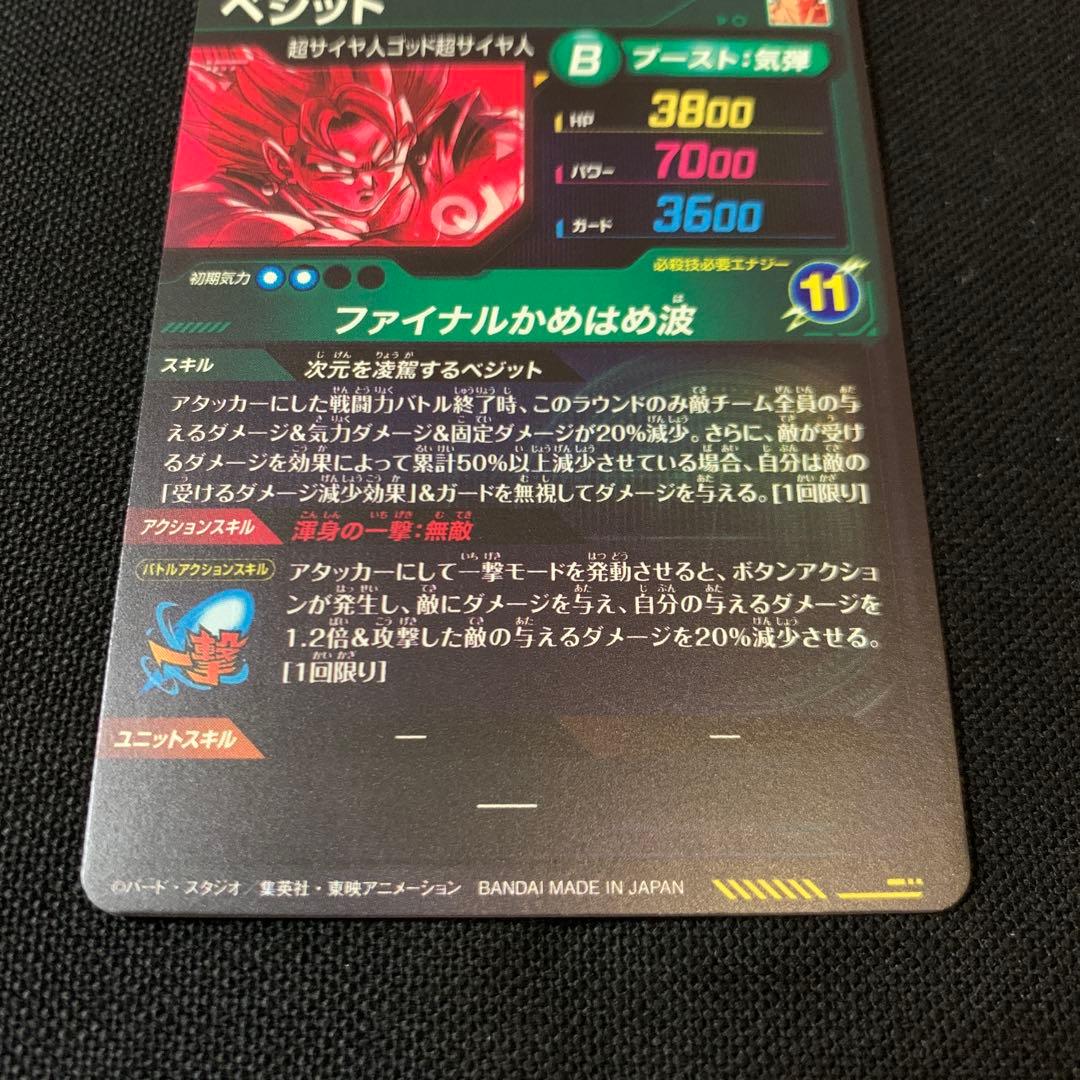 ベジット
超サイヤ人ゴッド超サイヤ人
B ブースト:気弾
HP 3800
パワー 7000
ガード 3600
初期気力
必殺技必要エナジー 11
ファイナルかめはめ波
スキル 次元を凌駕するベジット
アタッカーにした戦闘力バトル終了時、このラウンドのみ敵チーム全員の与
えるダメージ&気力ダメージ&固定ダメージが20%減少。さらに、敵が受け
るダメージを効果によって累計50%以上減少させている場合、自分は敵の
「受けるダメージ減少効果」&ガードを無視してダメージを与える。[1回限り]
アクションスキル 渾身の一撃:無敵
バトルアクションスキル
一撃
アタッカーにして一撃モードを発動させると、ボタンアクショ
ンが発生し、敵にダメージを与え、自分の与えるダメージを
1.2倍&攻撃した敵の与えるダメージを20%減少させる。
[1回限り]
ユニットスキル — —
—
©バード・スタジオ／集英社・東映アニメーション BANDAI MADE IN JAPAN